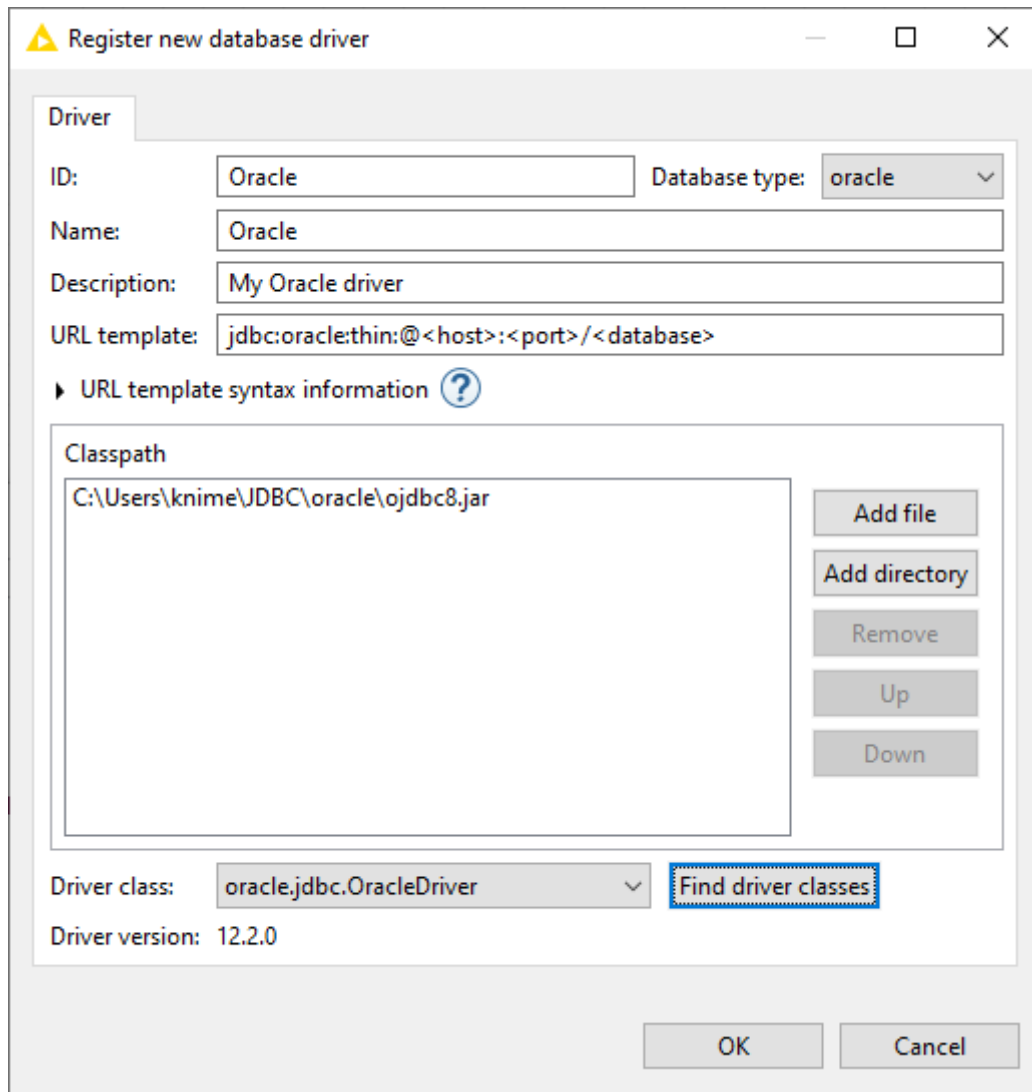 Register new database driver
Driver
ID: Oracle Database type: oracle
Name: Oracle
Description: My Oracle driver
URL template: jdbc:oracle:thin:@<host>:<port>/<database>
URL template syntax information ?
Classpath
C:\Users\knime\JDBC\oracle\ojdbc8.jar
Add file
Add directory
Remove
Up
Down
Driver class: oracle.jdbc.OracleDriver Find driver classes
Driver version: 12.2.0
OK Cancel